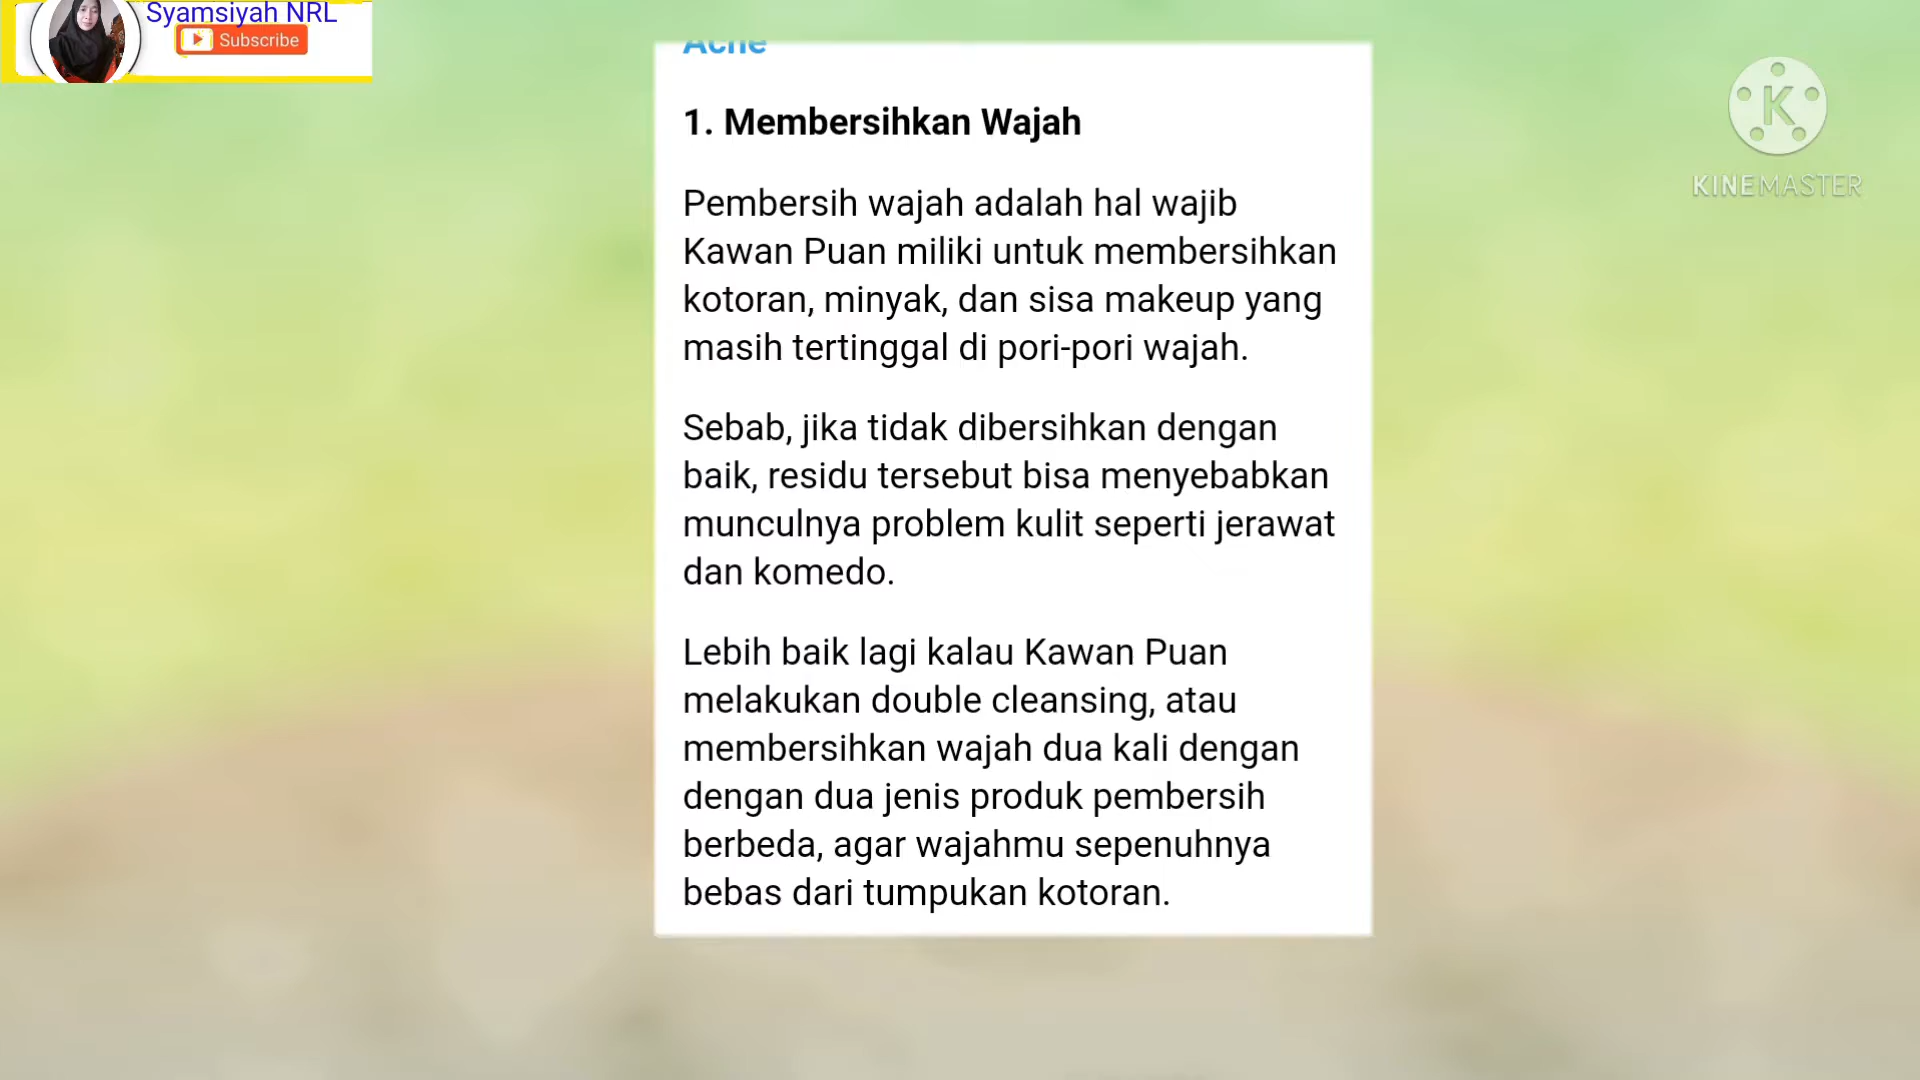 Syamsiyah NRL
Subscribe
Acne
1. Membersihkan Wajah
Pembersih wajah adalah hal wajib
Kawan Puan miliki untuk membersihkan
kotoran, minyak, dan sisa makeup yang
masih tertinggal di pori-pori wajah.
Sebab, jika tidak dibersihkan dengan
baik, residu tersebut bisa menyebabkan
munculnya problem kulit seperti jerawat
dan komedo.
Lebih baik lagi kalau Kawan Puan
melakukan double cleansing, atau
membersihkan wajah dua kali dengan
dengan dua jenis produk pembersih
berbeda, agar wajahmu sepenuhnya
bebas dari tumpukan kotoran.
K
KINEMASTER